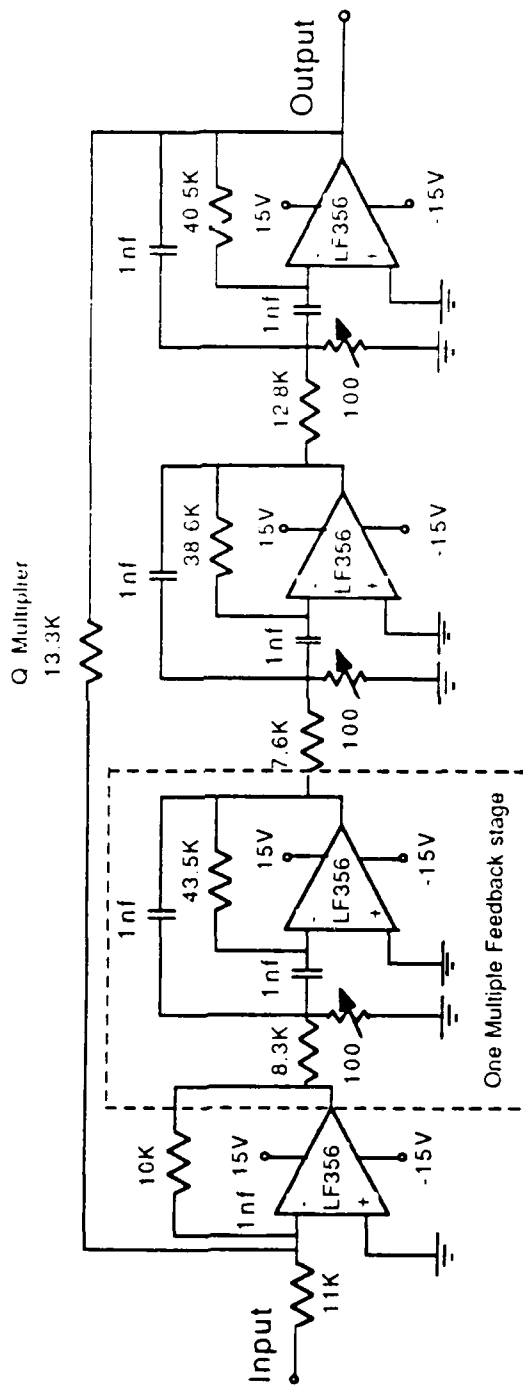 Q Multiplier
13.3K
Input
11K
10K
1nf
15V
-
LF356
+
-15V
8.3K
100
1nf
1nf
43.5K
15V
-
LF356
+
-15V
One Multiple Feedback stage
7.6K
100
1nf
1nf
38 6K
15V
-
LF356
+
-15V
12.8K
100
1nf
1nf
40 5K
15V
-
LF356
+
-15V
Output